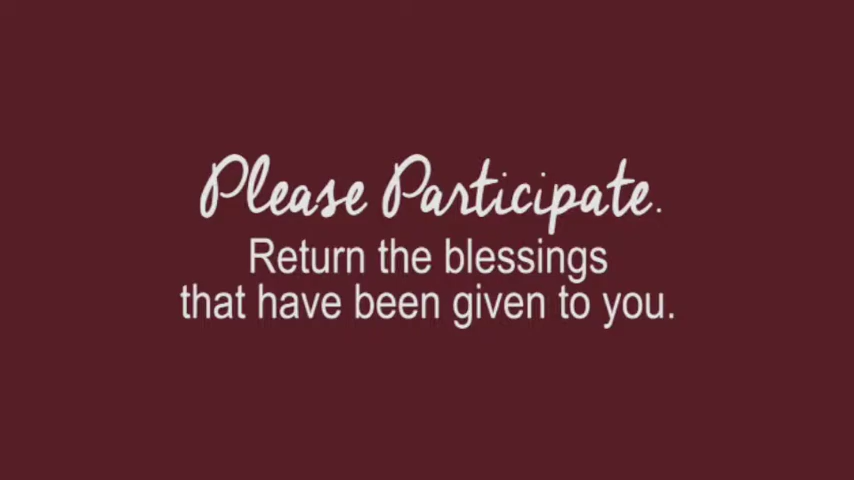 Please Participate.
Return the blessings
that have been given to you.